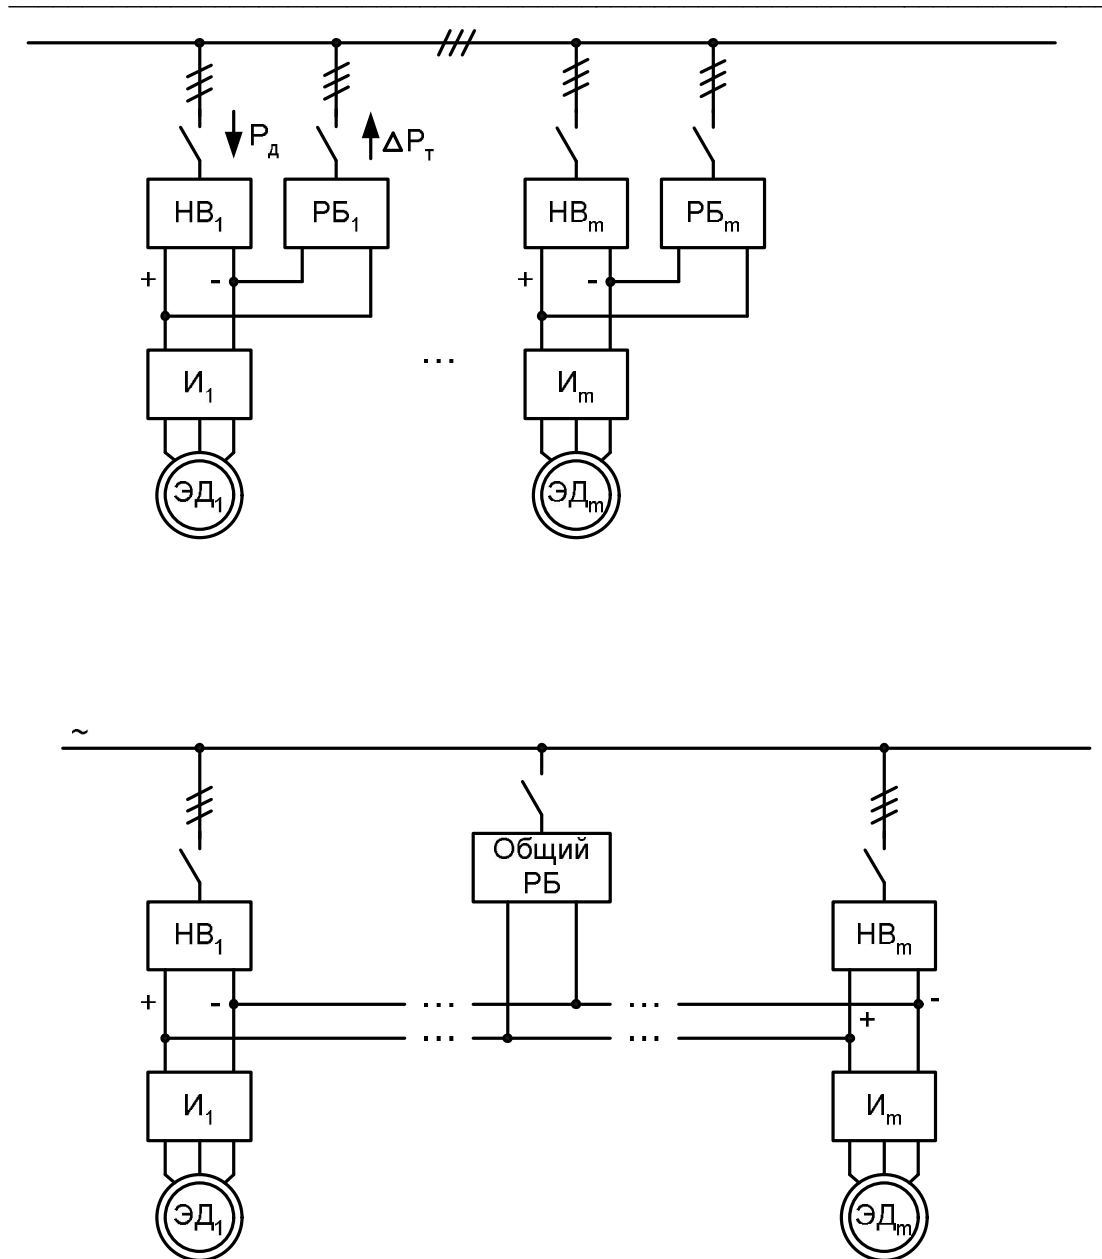 Pд ΔPт
НВ1 РБ1 НВm РБm
+ - + -
...
И1 Иm
ЭД1 ЭДm
~
Общий
РБ
НВ1 НВm
+ - ... ... -
... ... +
И1 Иm
ЭД1 ЭДm